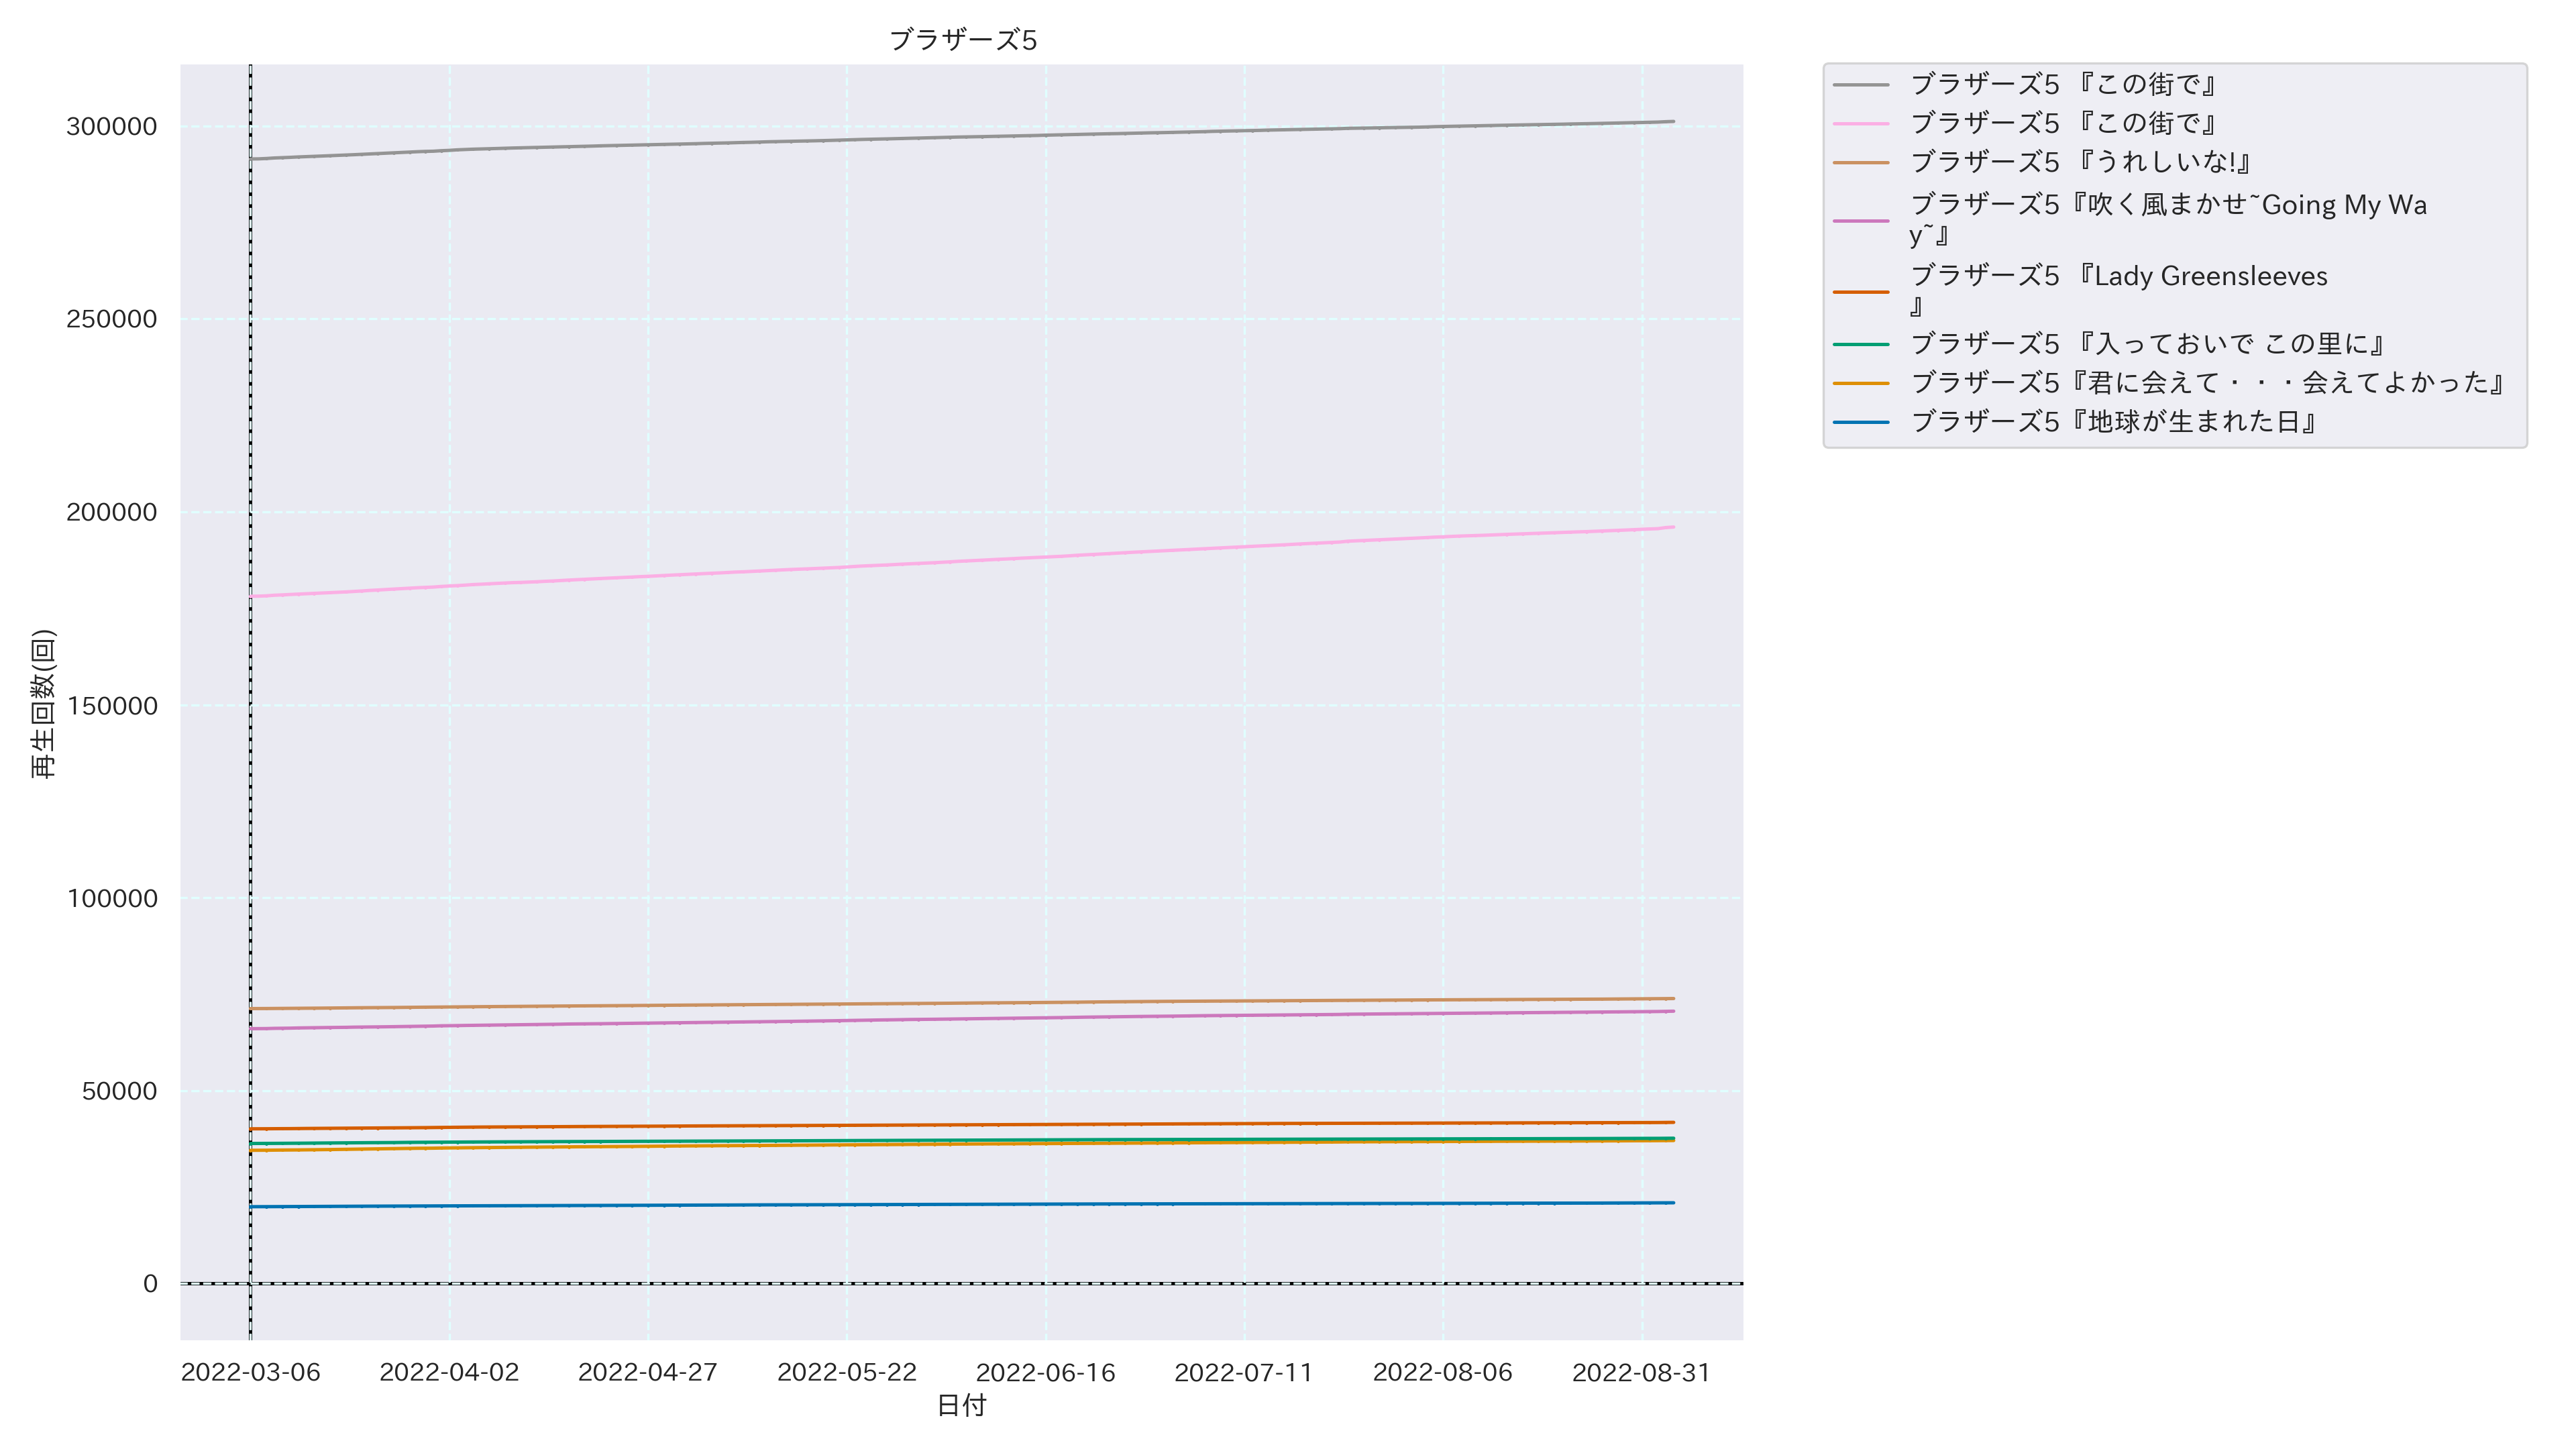 ブラザーズ5
300000
250000
200000
150000
100000
50000
0
再生回数(回)
2022-03-06 2022-04-02 2022-04-27 2022-05-22 2022-06-16 2022-07-11 2022-08-06 2022-08-31
日付
ブラザーズ5 『この街で』
ブラザーズ5 『この街で』
ブラザーズ5 『うれしいな!』
ブラザーズ5『吹く風まかせ~Going My Wa
y~』
ブラザーズ5 『Lady Greensleeves
』
ブラザーズ5 『入っておいで この里に』
ブラザーズ5『君に会えて・・・会えてよかった』
ブラザーズ5『地球が生まれた日』